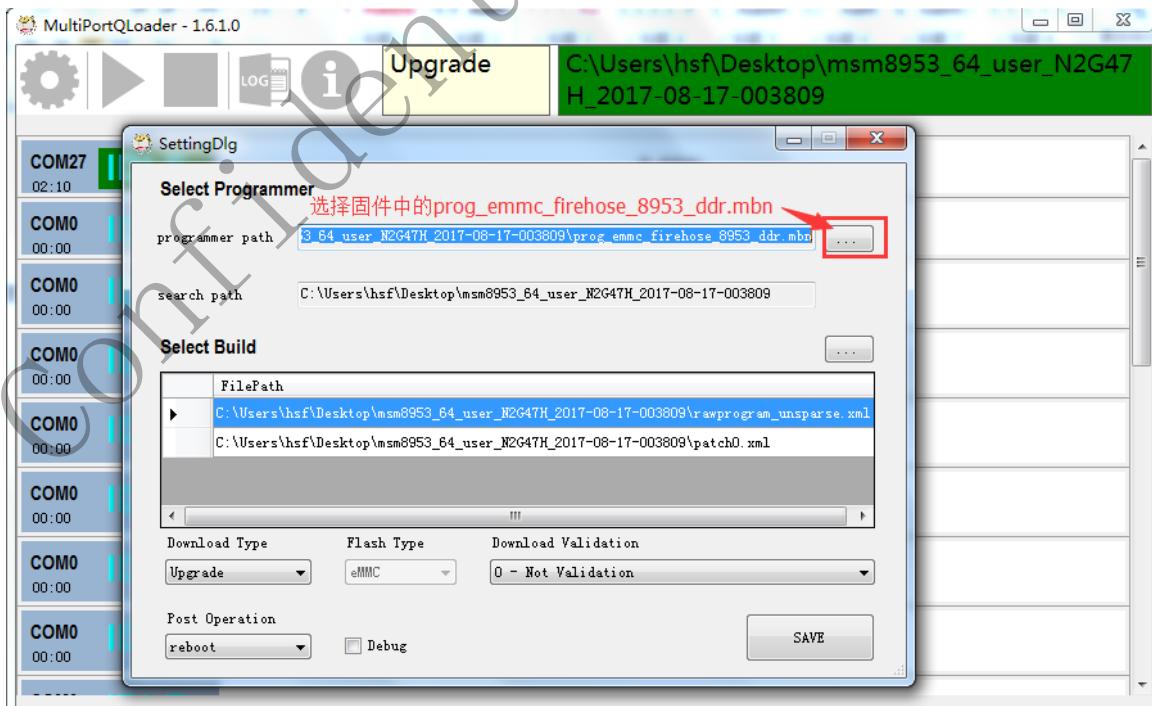 MultiPortQLoader - 1.6.1.0
LOG
Upgrade
C:\Users\hsf\Desktop\msm8953_64_user_N2G47
H_2017-08-17-003809
COM27
02:10
COM0
00:00
COM0
00:00
COM0
00:00
COM0
00:00
COM0
00:00
COM0
00:00
COM0
00:00
SettingDlg
Select Programmer
选择固件中的prog_emmc_firehose_8953_ddr.mbn
programmer path
3_64_user_N2G47H_2017-08-17-003809\prog_emmc_firehose_8953_ddr.mbn
...
search path
C:\Users\hsf\Desktop\msm8953_64_user_N2G47H_2017-08-17-003809
Select Build
...
FilePath
C:\Users\hsf\Desktop\msm8953_64_user_N2G47H_2017-08-17-003809\rawprogram_unsparse.xml
C:\Users\hsf\Desktop\msm8953_64_user_N2G47H_2017-08-17-003809\patch0.xml
Download Type
Flash Type
Download Validation
Upgrade
eMMC
0 - Not Validation
Post Operation
reboot
Debug
SAVE
Confident